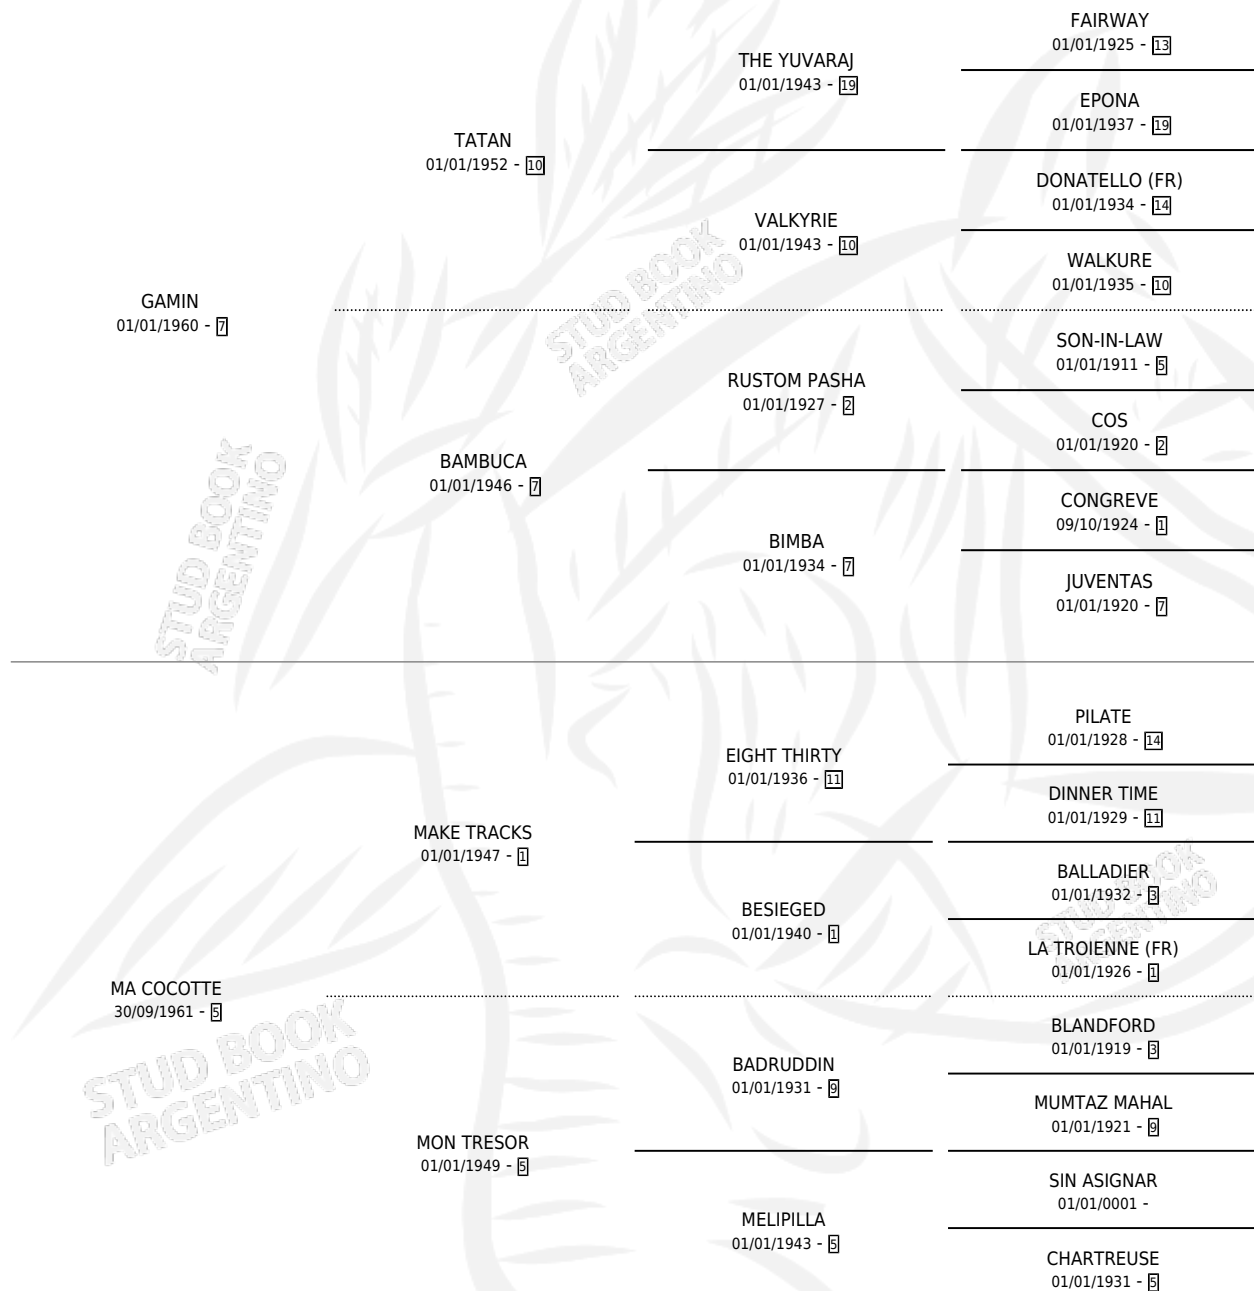 FAIRWAY
01/01/1925 - 13
THE YUVARAJ
01/01/1943 - 19
EPONA
01/01/1937 - 19
TATAN
01/01/1952 - 10
DONATELLO (FR)
01/01/1934 - 14
VALKYRIE
01/01/1943 - 10
WALKURE
01/01/1935 - 10
GAMIN
01/01/1960 - 7
SON-IN-LAW
01/01/1911 - 5
RUSTOM PASHA
01/01/1927 - 2
COS
01/01/1920 - 2
BAMBUCA
01/01/1946 - 7
CONGREVE
09/10/1924 - 1
BIMBA
01/01/1934 - 7
JUVENTAS
01/01/1920 - 7
STUD BOOK
ARGENTINO
STUD BOOK
ARGENTINO
PILATE
01/01/1928 - 14
EIGHT THIRTY
01/01/1936 - 11
DINNER TIME
01/01/1929 - 11
MAKE TRACKS
01/01/1947 - 1
BALLADIER
01/01/1932 - 3
BESIEGED
01/01/1940 - 1
LA TROIENNE (FR)
01/01/1926 - 1
MA COCOTTE
30/09/1961 - 5
BLANDFORD
01/01/1919 - 3
BADRUDDIN
01/01/1931 - 9
MUMTAZ MAHAL
01/01/1921 - 9
MON TRESOR
01/01/1949 - 5
SIN ASIGNAR
01/01/0001 -
MELIPILLA
01/01/1943 - 5
CHARTREUSE
01/01/1931 - 5
STUD BOOK
ARGENTINO
STUD BOOK
ARGENTINO